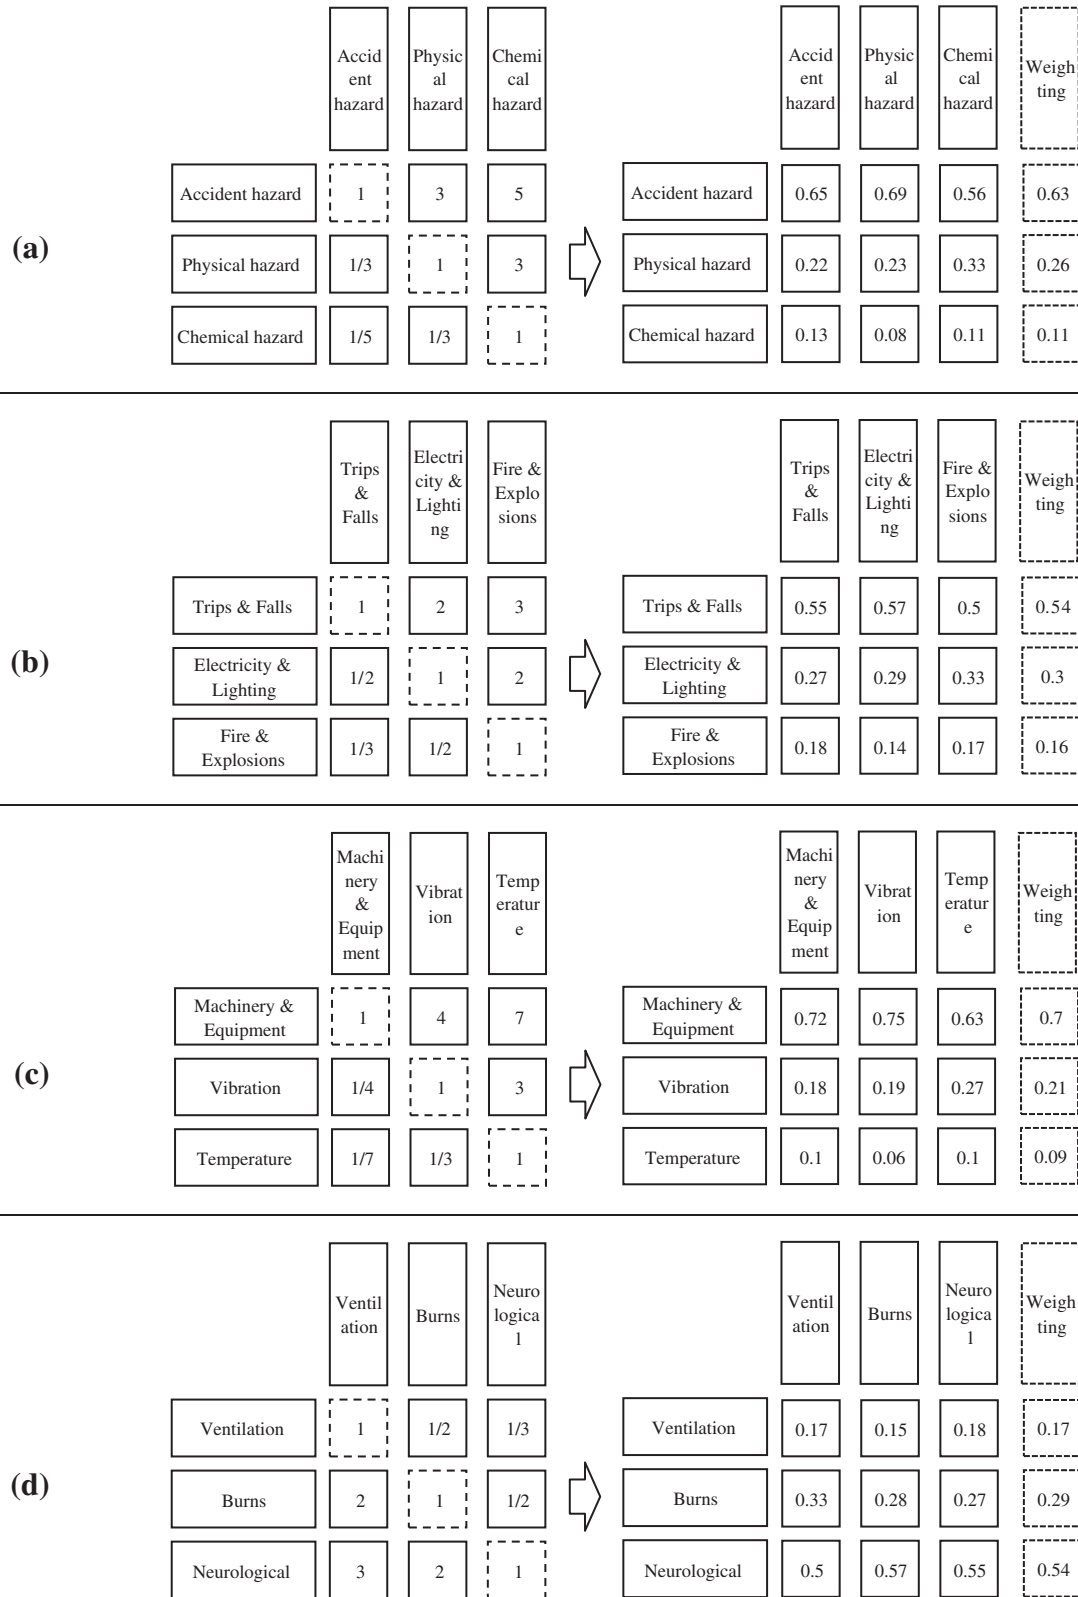 Accid
ent
hazard
Physic
al
hazard
Chemi
cal
hazard
Accid
ent
hazard
Physic
al
hazard
Chemi
cal
hazard
Weigh
ting
(a)
Accident hazard 1 3 5 Accident hazard 0.65 0.69 0.56 0.63
Physical hazard 1/3 1 3 Physical hazard 0.22 0.23 0.33 0.26
Chemical hazard 1/5 1/3 1 Chemical hazard 0.13 0.08 0.11 0.11
Trips
&
Falls
Electri
city &
Lighti
ng
Fire &
Explo
sions
Trips
&
Falls
Electri
city &
Lighti
ng
Fire &
Explo
sions
Weigh
ting
(b)
Trips & Falls 1 2 3 Trips & Falls 0.55 0.57 0.5 0.54
Electricity &
Lighting
1/2 1 2
Electricity &
Lighting
0.27 0.29 0.33 0.3
Fire &
Explosions
1/3 1/2 1
Fire &
Explosions
0.18 0.14 0.17 0.16
Machi
nery
&
Equip
ment
Vibrat
ion
Temp
eratur
e
Machi
nery
&
Equip
ment
Vibrat
ion
Temp
eratur
e
Weigh
ting
(c)
Machinery &
Equipment
1 4 7
Machinery &
Equipment
0.72 0.75 0.63 0.7
Vibration 1/4 1 3 Vibration 0.18 0.19 0.27 0.21
Temperature 1/7 1/3 1 Temperature 0.1 0.06 0.1 0.09
Ventil
ation
Burns
Neuro
logica
l
Ventil
ation
Burns
Neuro
logica
l
Weigh
ting
(d)
Ventilation 1 1/2 1/3 Ventilation 0.17 0.15 0.18 0.17
Burns 2 1 1/2 Burns 0.33 0.28 0.27 0.29
Neurological 3 2 1 Neurological 0.5 0.57 0.55 0.54